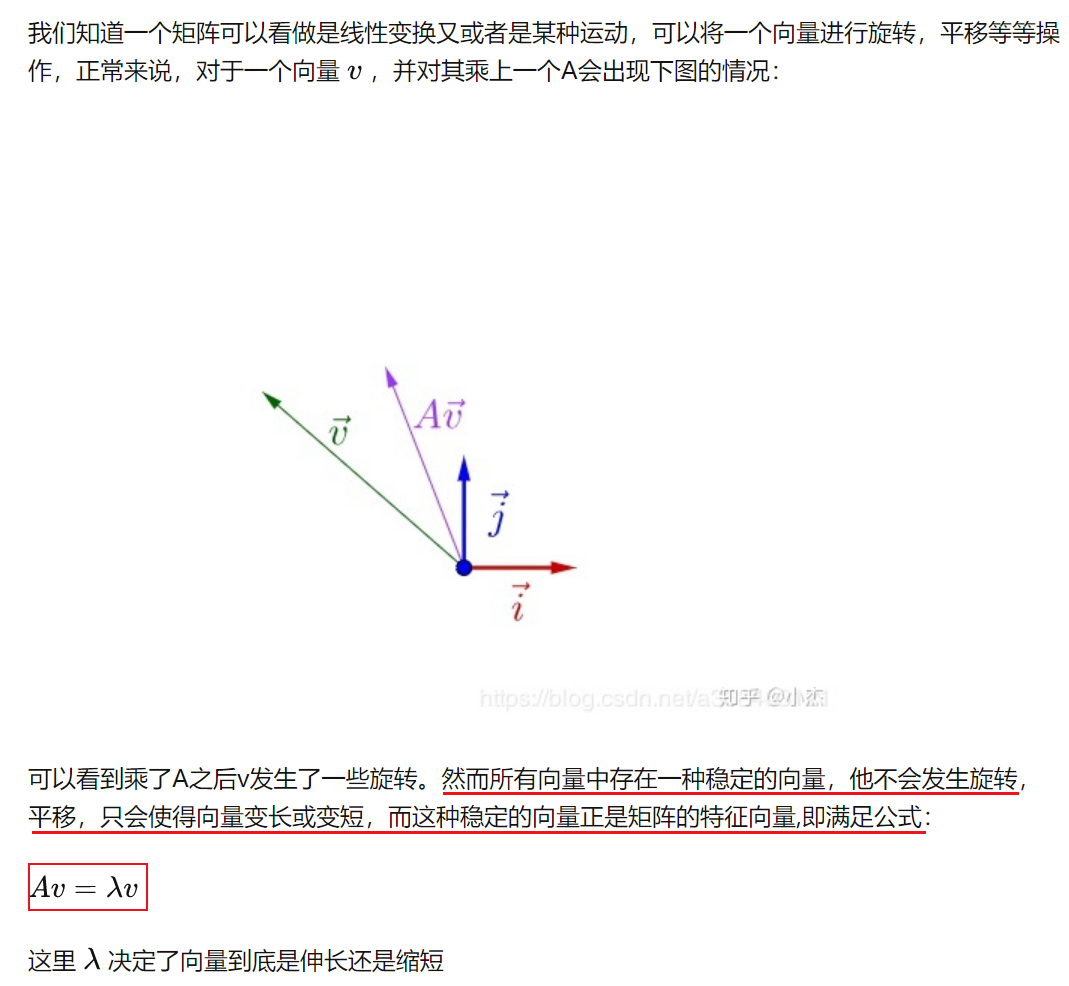 我们知道一个矩阵可以看做是线性变换又或者是某种运动，可以将一个向量进行旋转，平移等等操
作，正常来说，对于一个向量 v ，并对其乘上一个A会出现下图的情况：
v⃗
Av⃗
j⃗
i⃗
https://blog.csdn.net/a
知乎 @小杰
可以看到乘了A之后v发生了一些旋转。然而所有向量中存在一种稳定的向量，他不会发生旋转，
平移，只会使得向量变长或变短，而这种稳定的向量正是矩阵的特征向量,即满足公式：
Av = λv
这里 λ 决定了向量到底是伸长还是缩短